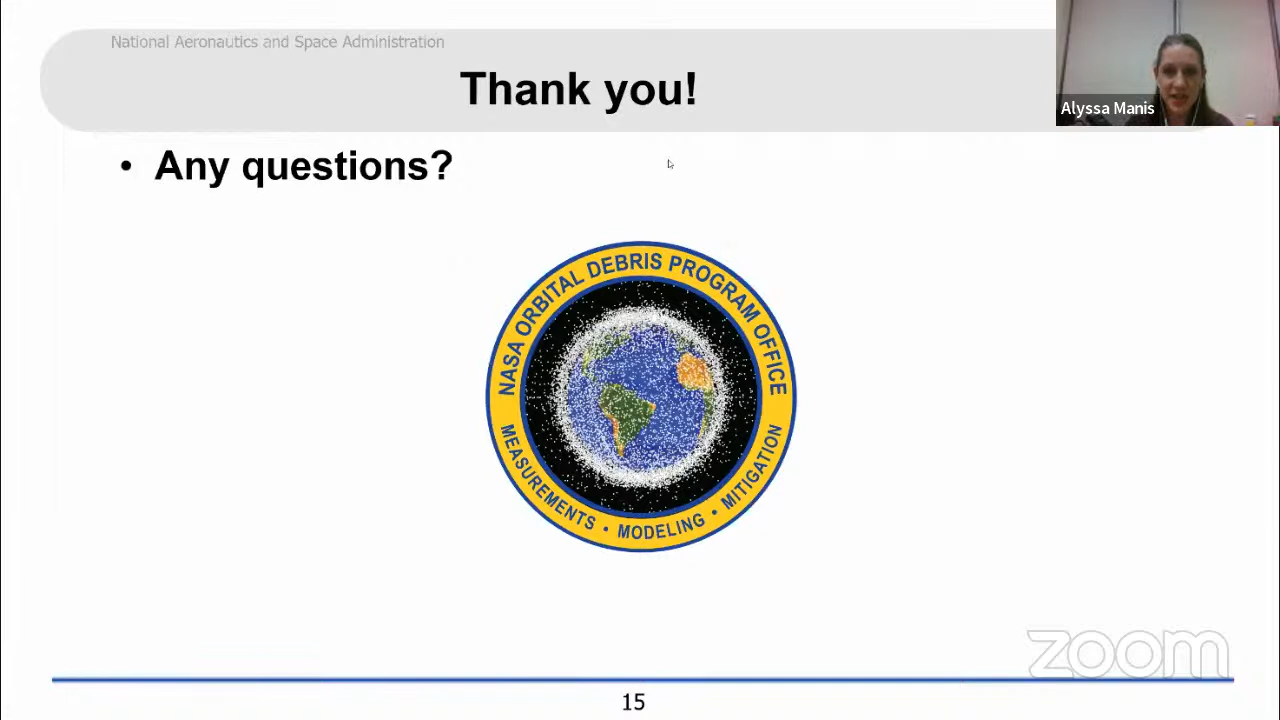 National Aeronautics and Space Administration
Thank you!
Alyssa Manis
• Any questions?
NASA ORBITAL DEBRIS PROGRAM OFFICE
MEASUREMENTS • MODELING • MITIGATION
zoom
15